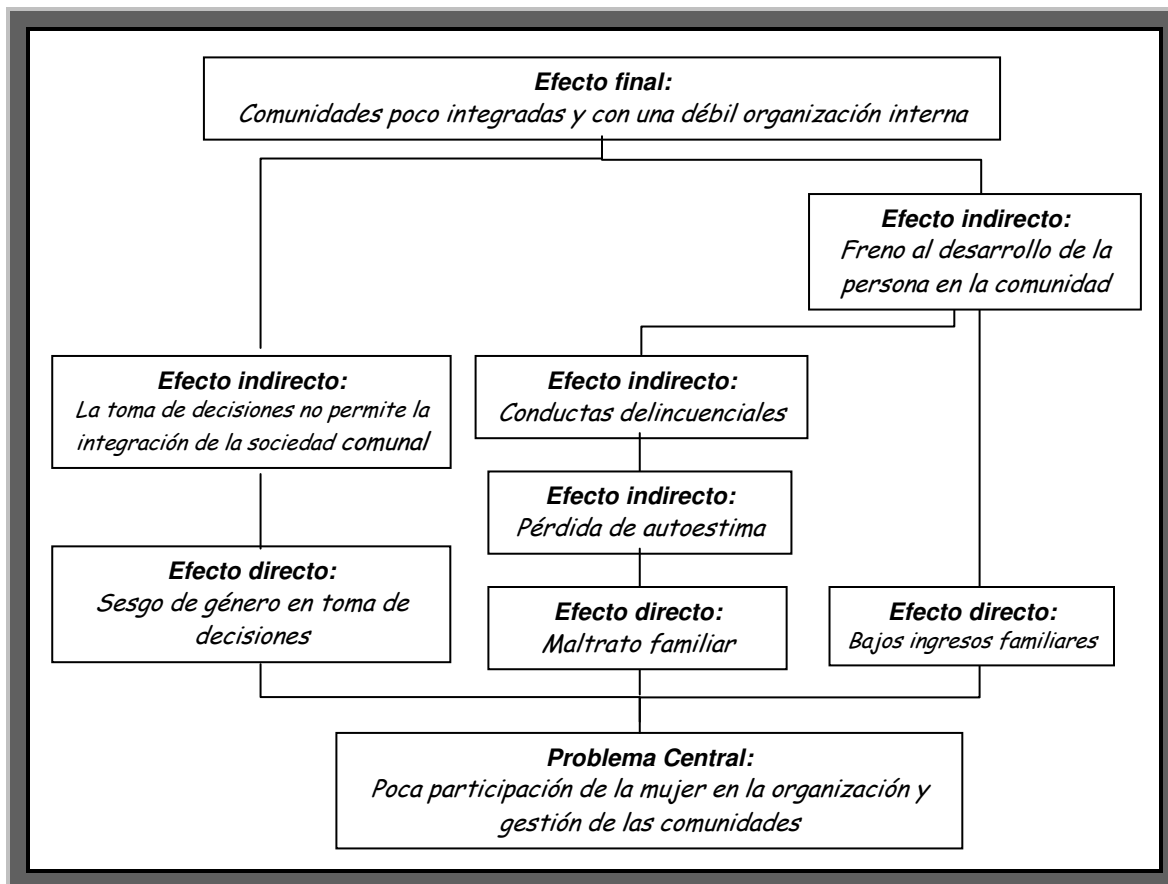 Efecto final:
Comunidades poco integradas y con una débil organización interna
Efecto indirecto:
Freno al desarrollo de la
persona en la comunidad
Efecto indirecto:
La toma de decisiones no permite la
integración de la sociedad comunal
Efecto indirecto:
Conductas delincuenciales
Efecto indirecto:
Pérdida de autoestima
Efecto directo:
Sesgo de género en toma de
decisiones
Efecto directo:
Maltrato familiar
Efecto directo:
Bajos ingresos familiares
Problema Central:
Poca participación de la mujer en la organización y
gestión de las comunidades